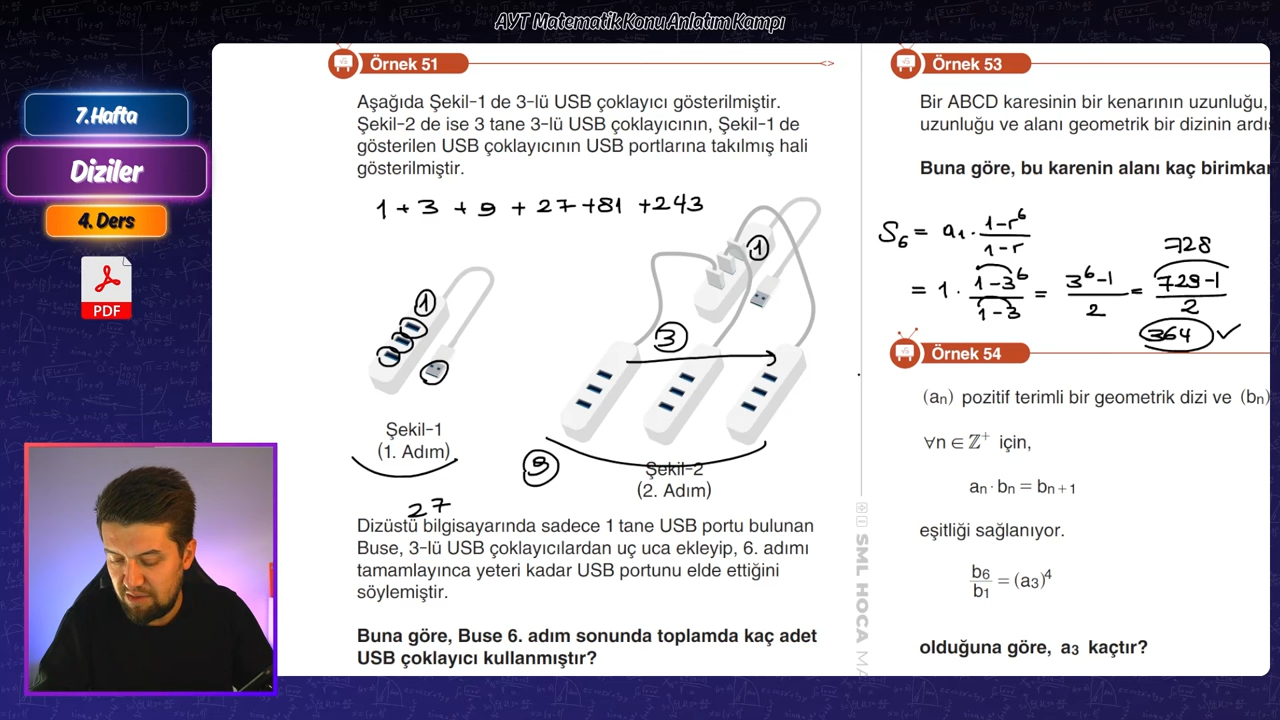 AYT Matematik Konu Anlatım Kampı
7.Hafta
Diziler
4. Ders
PDF
Örnek 51
Aşağıda Şekil-1 de 3-lü USB çoklayıcı gösterilmiştir.
Şekil-2 de ise 3 tane 3-lü USB çoklayıcının, Şekil-1 de
gösterilen USB çoklayıcının USB portlarına takılmış hali
gösterilmiştir.
1 + 3 + 9 + 27 + 81 + 243
1
1
3
9
Şekil-1
(1. Adım)
Şekil-2
(2. Adım)
27
Dizüstü bilgisayarında sadece 1 tane USB portu bulunan
Buse, 3-lü USB çoklayıcılardan uç uca ekleyip, 6. adımı
tamamlayınca yeteri kadar USB portunu elde ettiğini
söylemiştir.
Buna göre, Buse 6. adım sonunda toplamda kaç adet
USB çoklayıcı kullanmıştır?
SML HOCA
Örnek 53
Bir ABCD karesinin bir kenarının uzunluğu,
uzunluğu ve alanı geometrik bir dizinin
Buna göre, bu karenin alanı kaç
S₆ = a₁ · (1-r⁶)/(1-r)
= 1 · (1-3⁶)/(1-3) = (3⁶-1)/2 = (729-1)/2
728
364 ✓
Örnek 54
(aₙ) pozitif terimli bir geometrik dizi ve (bₙ)
∀n ∈ ℤ⁺ için,
aₙ · bₙ = bₙ₊₁
eşitliği sağlanıyor.
b₆/b₁ = (a₃)⁴
olduğuna göre, a₃ kaçtır?